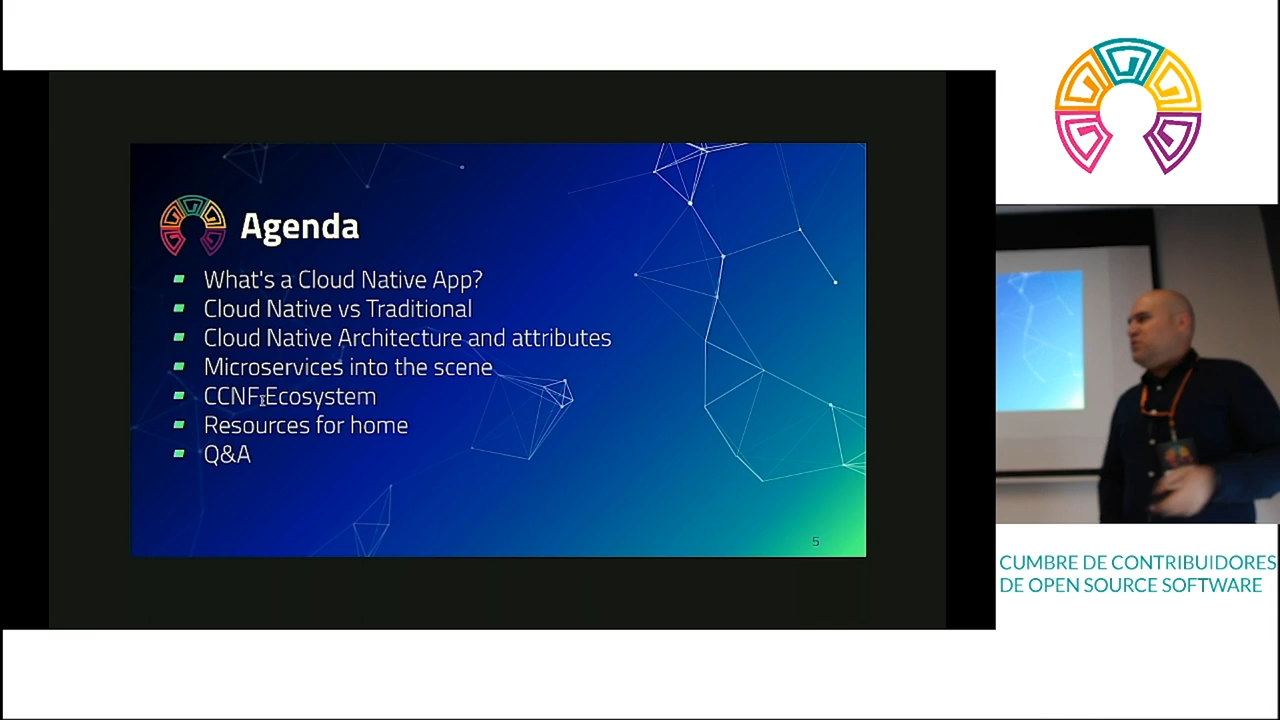 Agenda
What's a Cloud Native App?
Cloud Native vs Traditional
Cloud Native Architecture and attributes
Microservices into the scene
CCNF Ecosystem
Resources for home
Q&A
5
CUMBRE DE CONTRIBUIDORES
DE OPEN SOURCE SOFTWARE